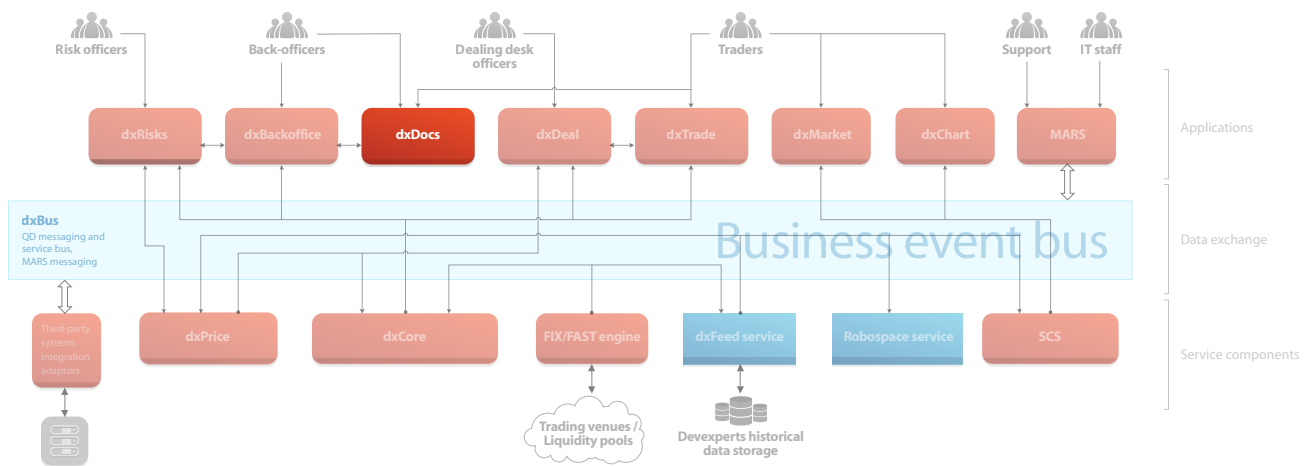 Risk officers
Back-officers
Dealing desk
officers
Traders
Support
IT staff
dxRisks
dxBackoffice
dxDocs
dxDeal
dxTrade
dxMarket
dxChart
MARS
Applications
dxBus
QD messaging and
service bus,
MARS messaging
Business event bus
Data exchange
Third-party
systems
integration
adaptors
dxPrice
dxCore
FIX/FAST engine
dxFeed service
Robospace service
SCS
Service components
Trading venues /
Liquidity pools
Devexperts historical
data storage